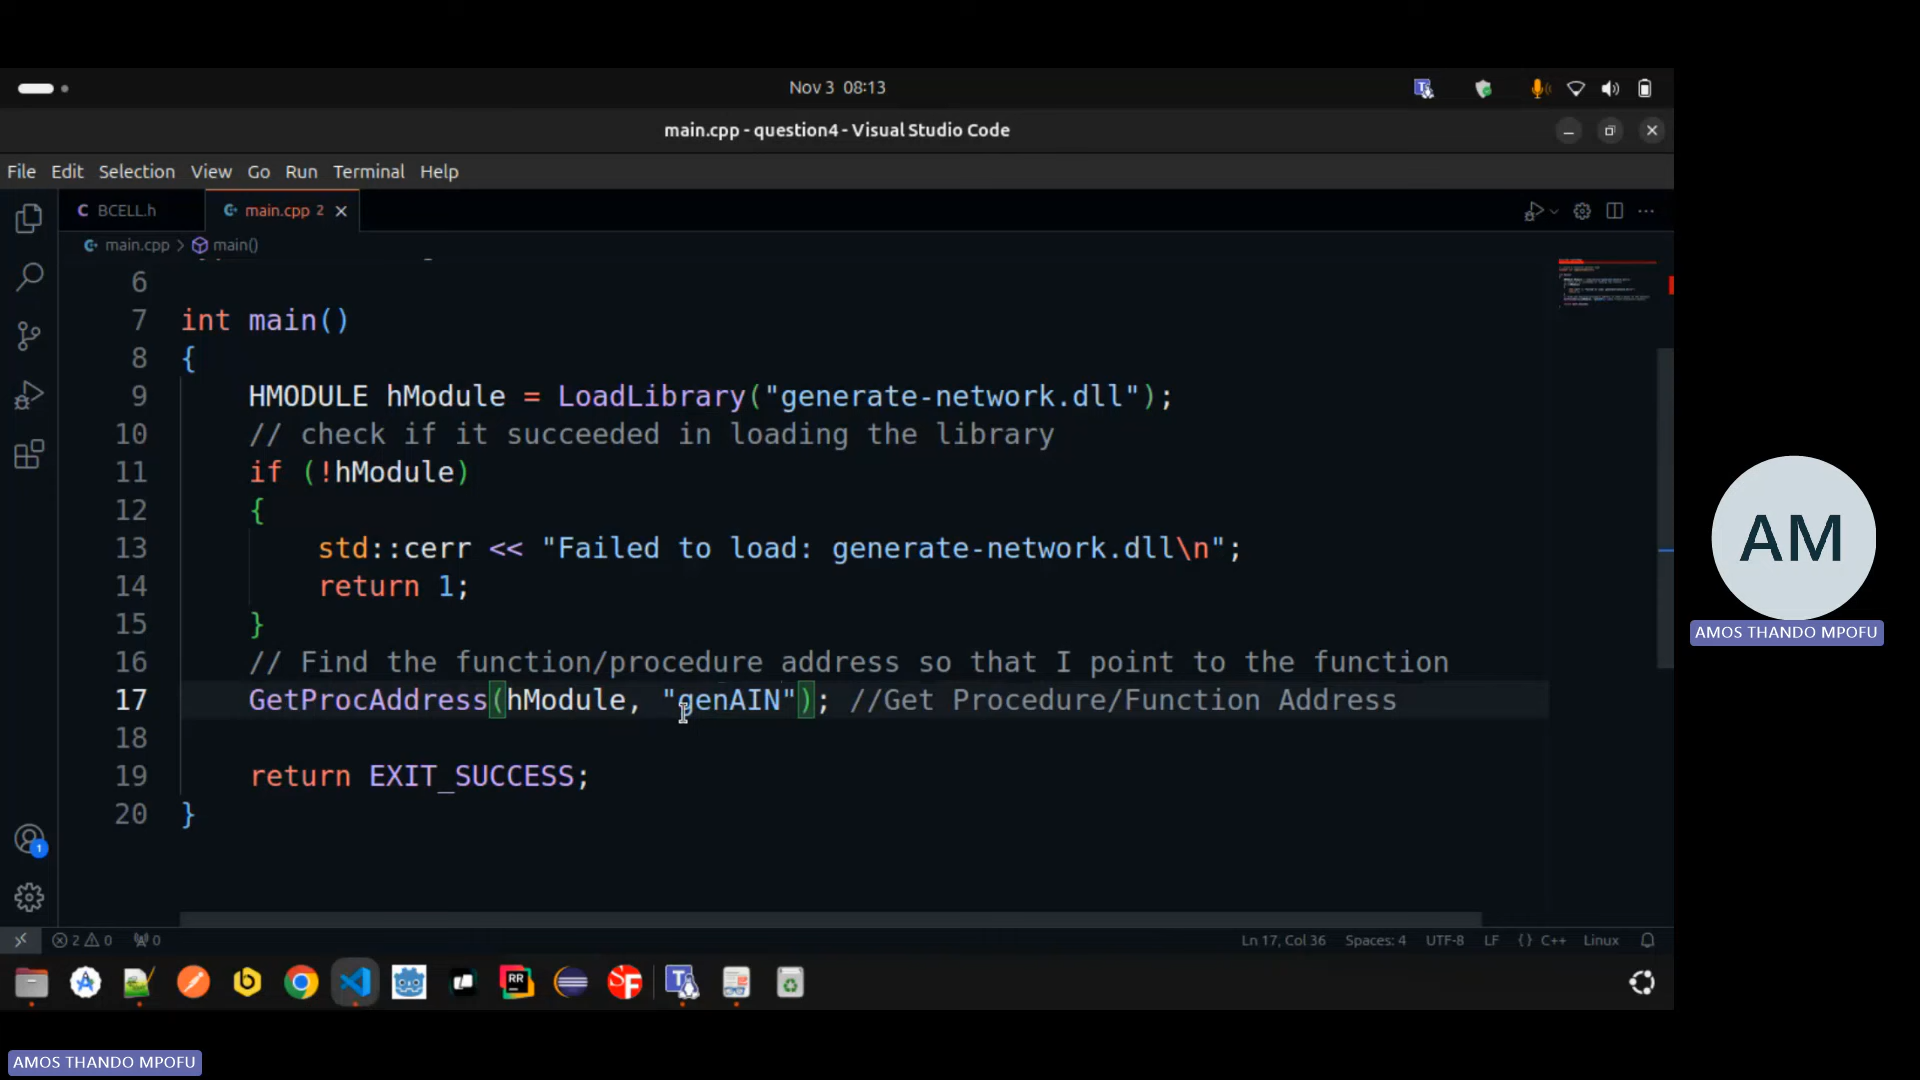 Nov 3 08:13
main.cpp - question4 - Visual Studio Code
File Edit Selection View Go Run Terminal Help
C BCELL.h
main.cpp 2
main.cpp > main()
6
7 int main()
8 {
9 HMODULE hModule = LoadLibrary("generate-network.dll");
10 // check if it succeeded in loading the library
11 if (!hModule)
12 {
13 std::cerr << "Failed to load: generate-network.dll\n";
14 return 1;
15 }
16 // Find the function/procedure address so that I point to the function
17 GetProcAddress(hModule, "genAIN"); //Get Procedure/Function Address
18
19 return EXIT_SUCCESS;
20 }
AM
AMOS THANDO MPOFU
1
2 0 0
Ln 17, Col 36 Spaces: 4 UTF-8 LF {} C++ Linux
RR
SF
T
AMOS THANDO MPOFU